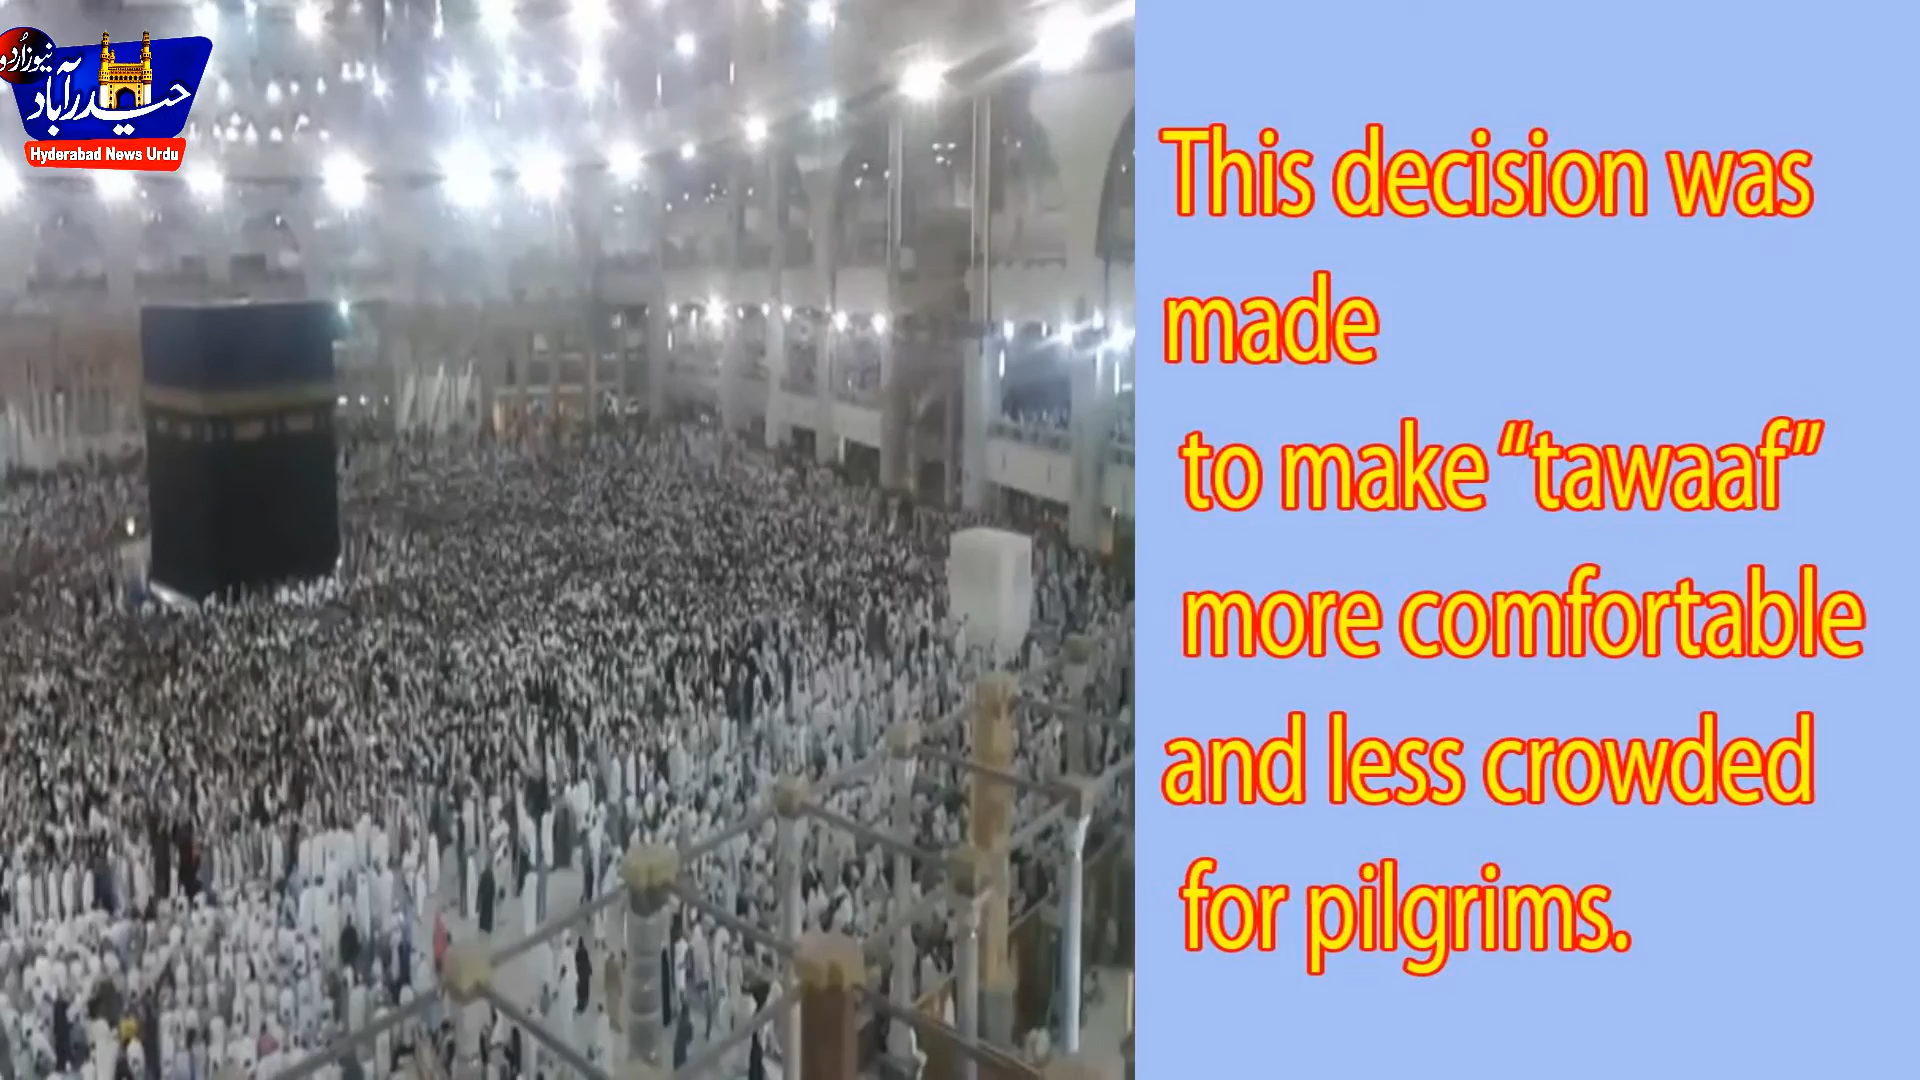 نیوز اُردو
حیدرآباد
Hyderabad News Urdu
This decision was
made
to make “tawaaf”
more comfortable
and less crowded
for pilgrims.